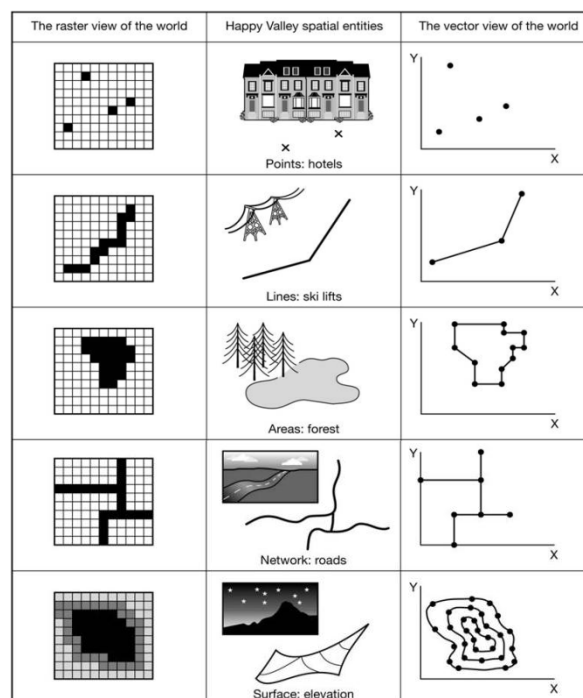 The raster view of the world
Happy Valley spatial entities
The vector view of the world
Points: hotels
Y
X
Lines: ski lifts
Y
X
Areas: forest
Y
X
Network: roads
Y
X
Surface: elevation
Y
X